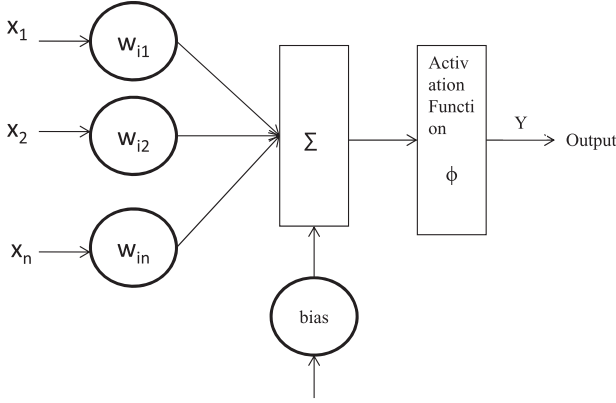 x1
wi1
x2
wi2
xn
win
Σ
Activ
ation
Functi
on
ϕ
Y
Output
bias